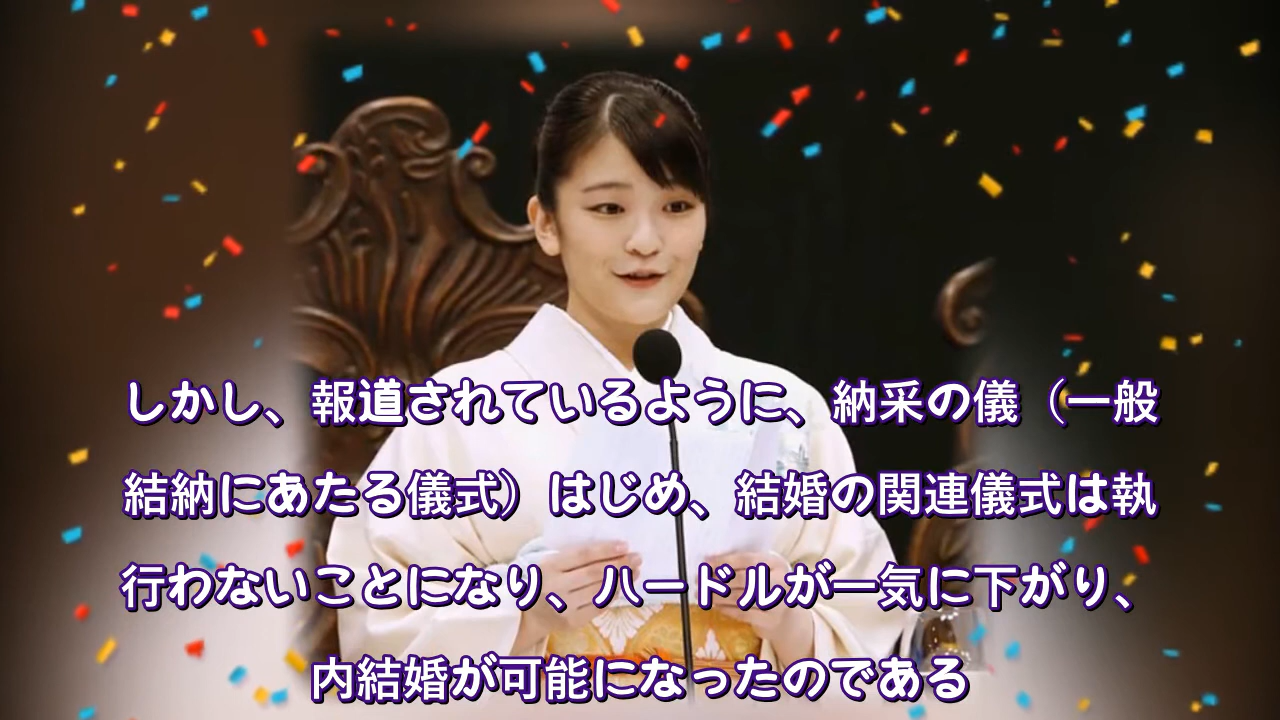 しかし、報道されているように、納采の儀（一般
結納にあたる儀式）はじめ、結婚の関連儀式は執
行わないことになり、ハードルが一気に下がり、
内結婚が可能になったのである